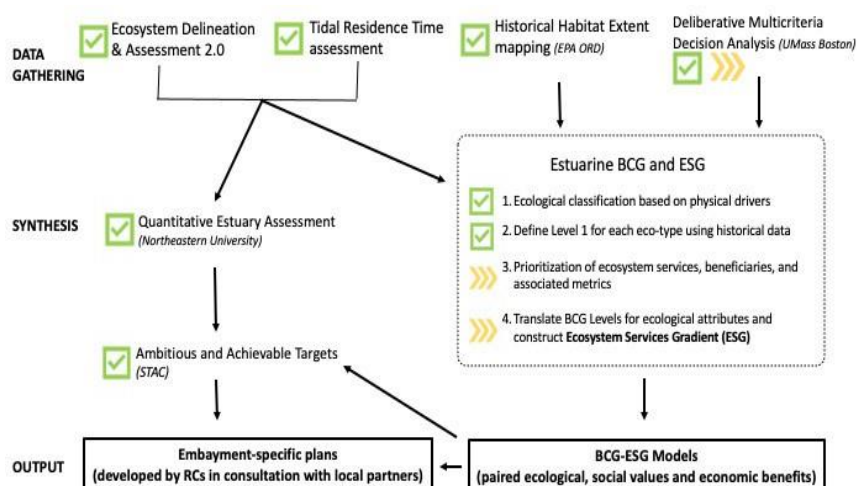 Ecosystem Delineation
& Assessment 2.0
Tidal Residence Time
assessment
Historical Habitat Extent
mapping (EPA ORD)
Deliberative Multicriteria
Decision Analysis (UMass Boston)
DATA
GATHERING
Estuarine BCG and ESG
1. Ecological classification based on physical drivers
2. Define Level 1 for each eco-type using historical data
3. Prioritization of ecosystem services, beneficiaries, and
associated metrics
4. Translate BCG Levels for ecological attributes and
construct Ecosystem Services Gradient (ESG)
SYNTHESIS
Quantitative Estuary Assessment
(Northeastern University)
Ambitious and Achievable Targets
(STAC)
OUTPUT
Embayment-specific plans
(developed by RCs in consultation with local partners)
BCG-ESG Models
(paired ecological, social values and economic benefits)